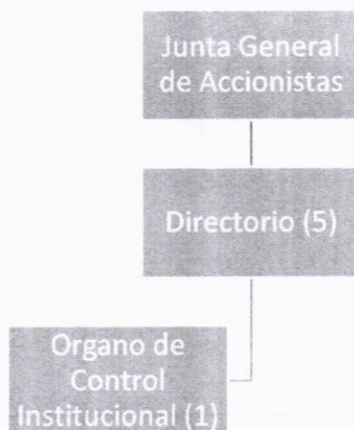 Junta General
de Accionistas
Directorio (5)
Organo de
Control
Institucional (1)